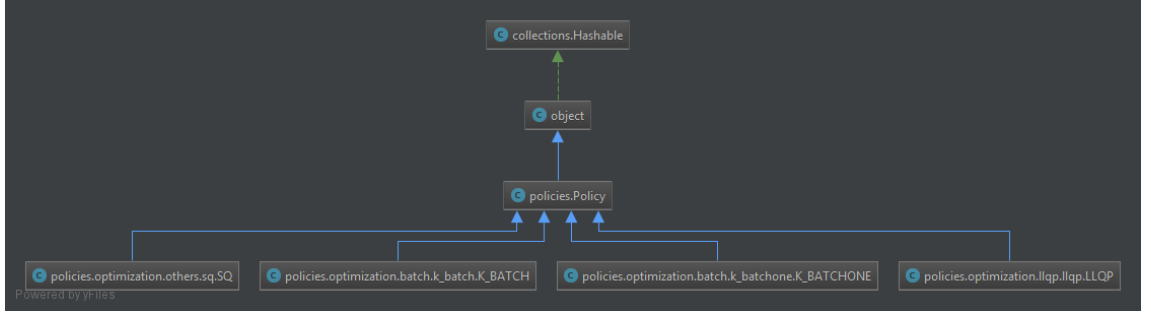 collections.Hashable
object
policies.Policy
policies.optimization.others.sq.SQ
policies.optimization.batch.k_batch.K_BATCH
policies.optimization.batch.k_batchone.K_BATCHONE
policies.optimization.llqp.llqp.LLQP
Powered by yFiles